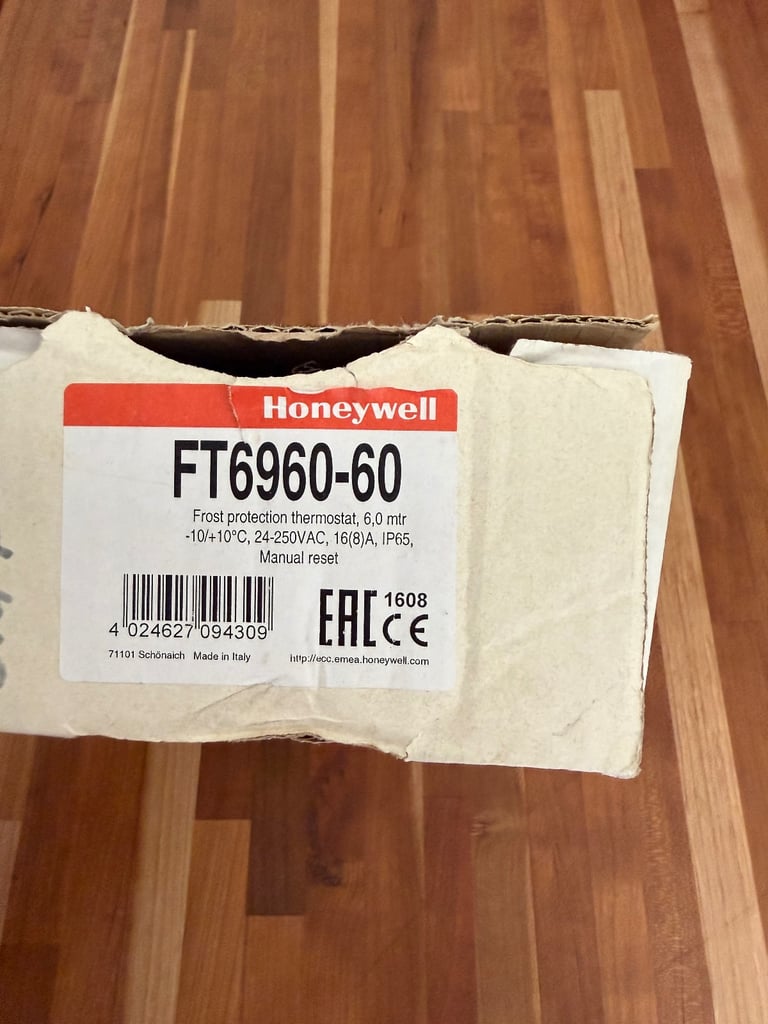 Honeywell
FT6960-60
Frost protection thermostat, 6,0 mtr
-10/+10°C, 24-250VAC, 16(8)A, IP65,
Manual reset
4 024627 094309
EAC 1608
CE
71101 Schönaich Made in Italy
http://ecc.emea.honeywell.com